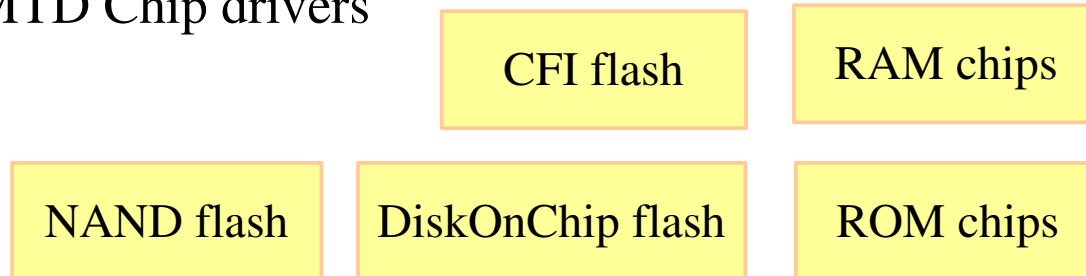 MTD Chip drivers
CFI flash
RAM chips
NAND flash
DiskOnChip flash
ROM chips